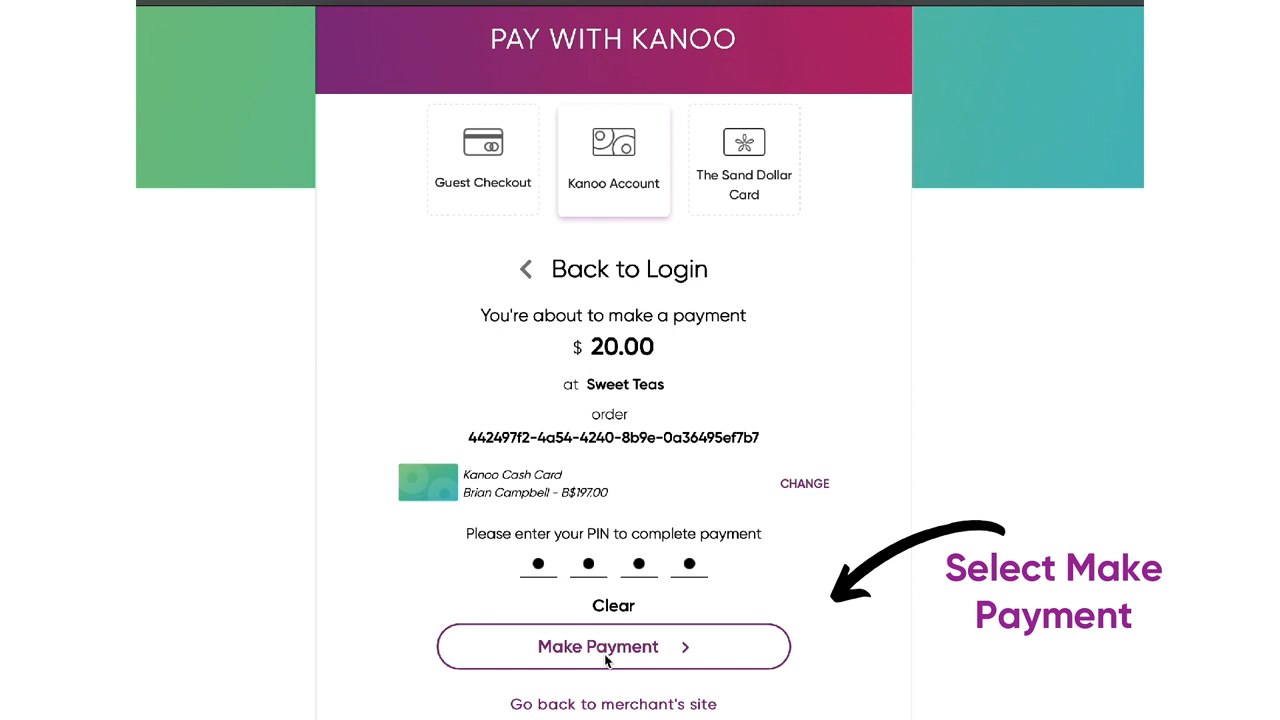 PAY WITH KANOO
Guest Checkout
Kanoo Account
The Sand Dollar
Card
Back to Login
You're about to make a payment
$ 20.00
at Sweet Teas
order
442497f2-4a54-4240-8b9e-0a36495ef7b7
Kanoo Cash Card
Brian Campbell - B$197.00
CHANGE
Please enter your PIN to complete payment
Clear
Make Payment
Go back to merchant's site
Select Make
Payment